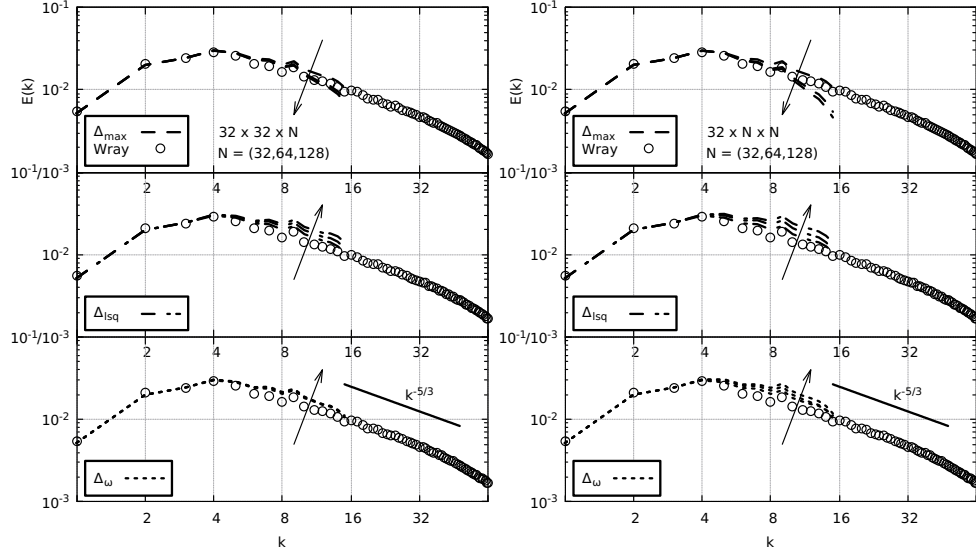 10⁻¹
10⁻²
10⁻¹/10⁻³
E(k)
Δmax
Wray
32 x 32 x N
N = (32,64,128)
2 4 8 16 32
10⁻²
10⁻¹/10⁻³
Δlsq
2 4 8 16 32
10⁻²
10⁻³
Δω
k⁻⁵/³
2 4 8 16 32
k
10⁻¹
10⁻²
10⁻¹/10⁻³
E(k)
Δmax
Wray
32 x N x N
N = (32,64,128)
2 4 8 16 32
10⁻²
10⁻¹/10⁻³
Δlsq
2 4 8 16 32
10⁻²
10⁻³
Δω
k⁻⁵/³
2 4 8 16 32
k